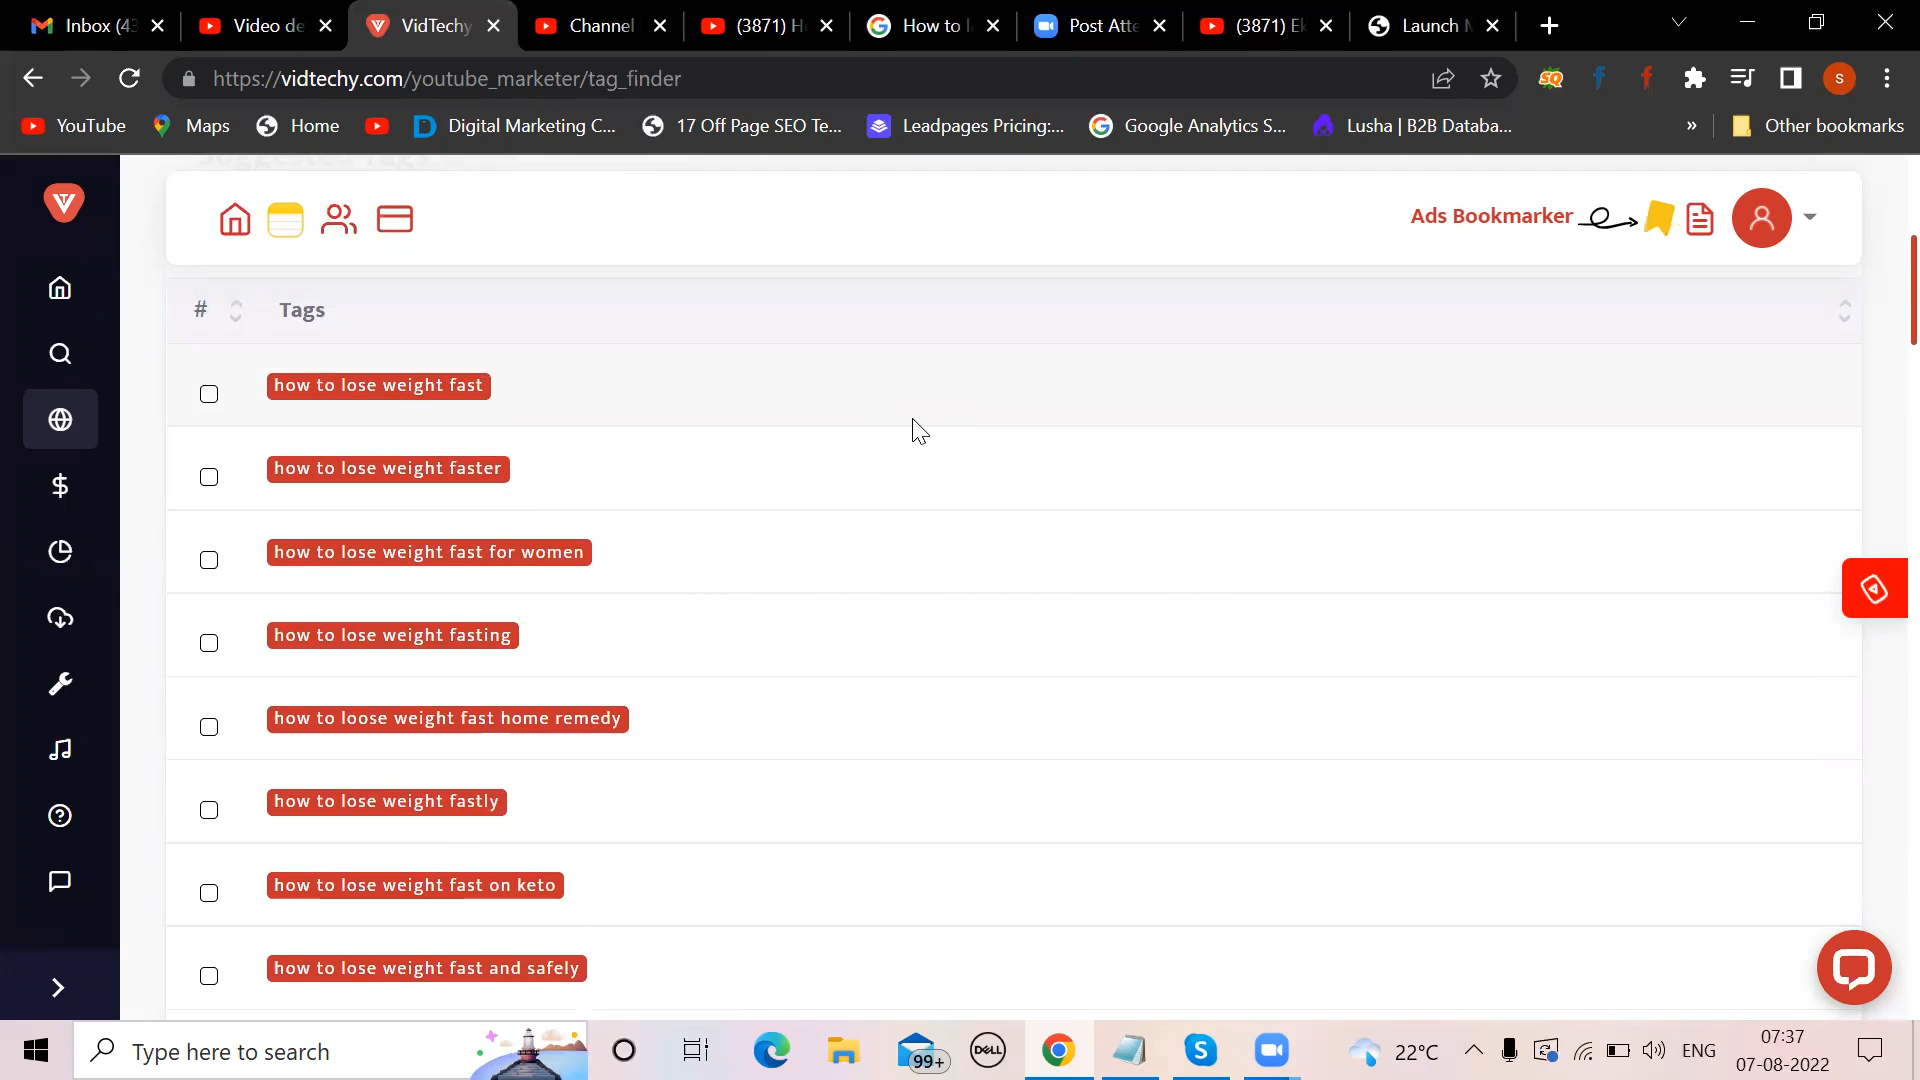 Inbox (43
Video de
VidTechy
Channel
(3871) H
How to l
Post Atte
(3871) Ek
Launch M
https://vidtechy.com/youtube_marketer/tag_finder
YouTube
Maps
Home
Digital Marketing C...
17 Off Page SEO Te...
Leadpages Pricing:...
Google Analytics S...
Lusha | B2B Databa...
»
Other bookmarks
Suggested Tags
Ads Bookmarker
# Tags
how to lose weight fast
how to lose weight faster
how to lose weight fast for women
how to lose weight fasting
how to loose weight fast home remedy
how to lose weight fastly
how to lose weight fast on keto
how to lose weight fast and safely
Type here to search
99+
DELL
22°C
ENG
07:37
07-08-2022